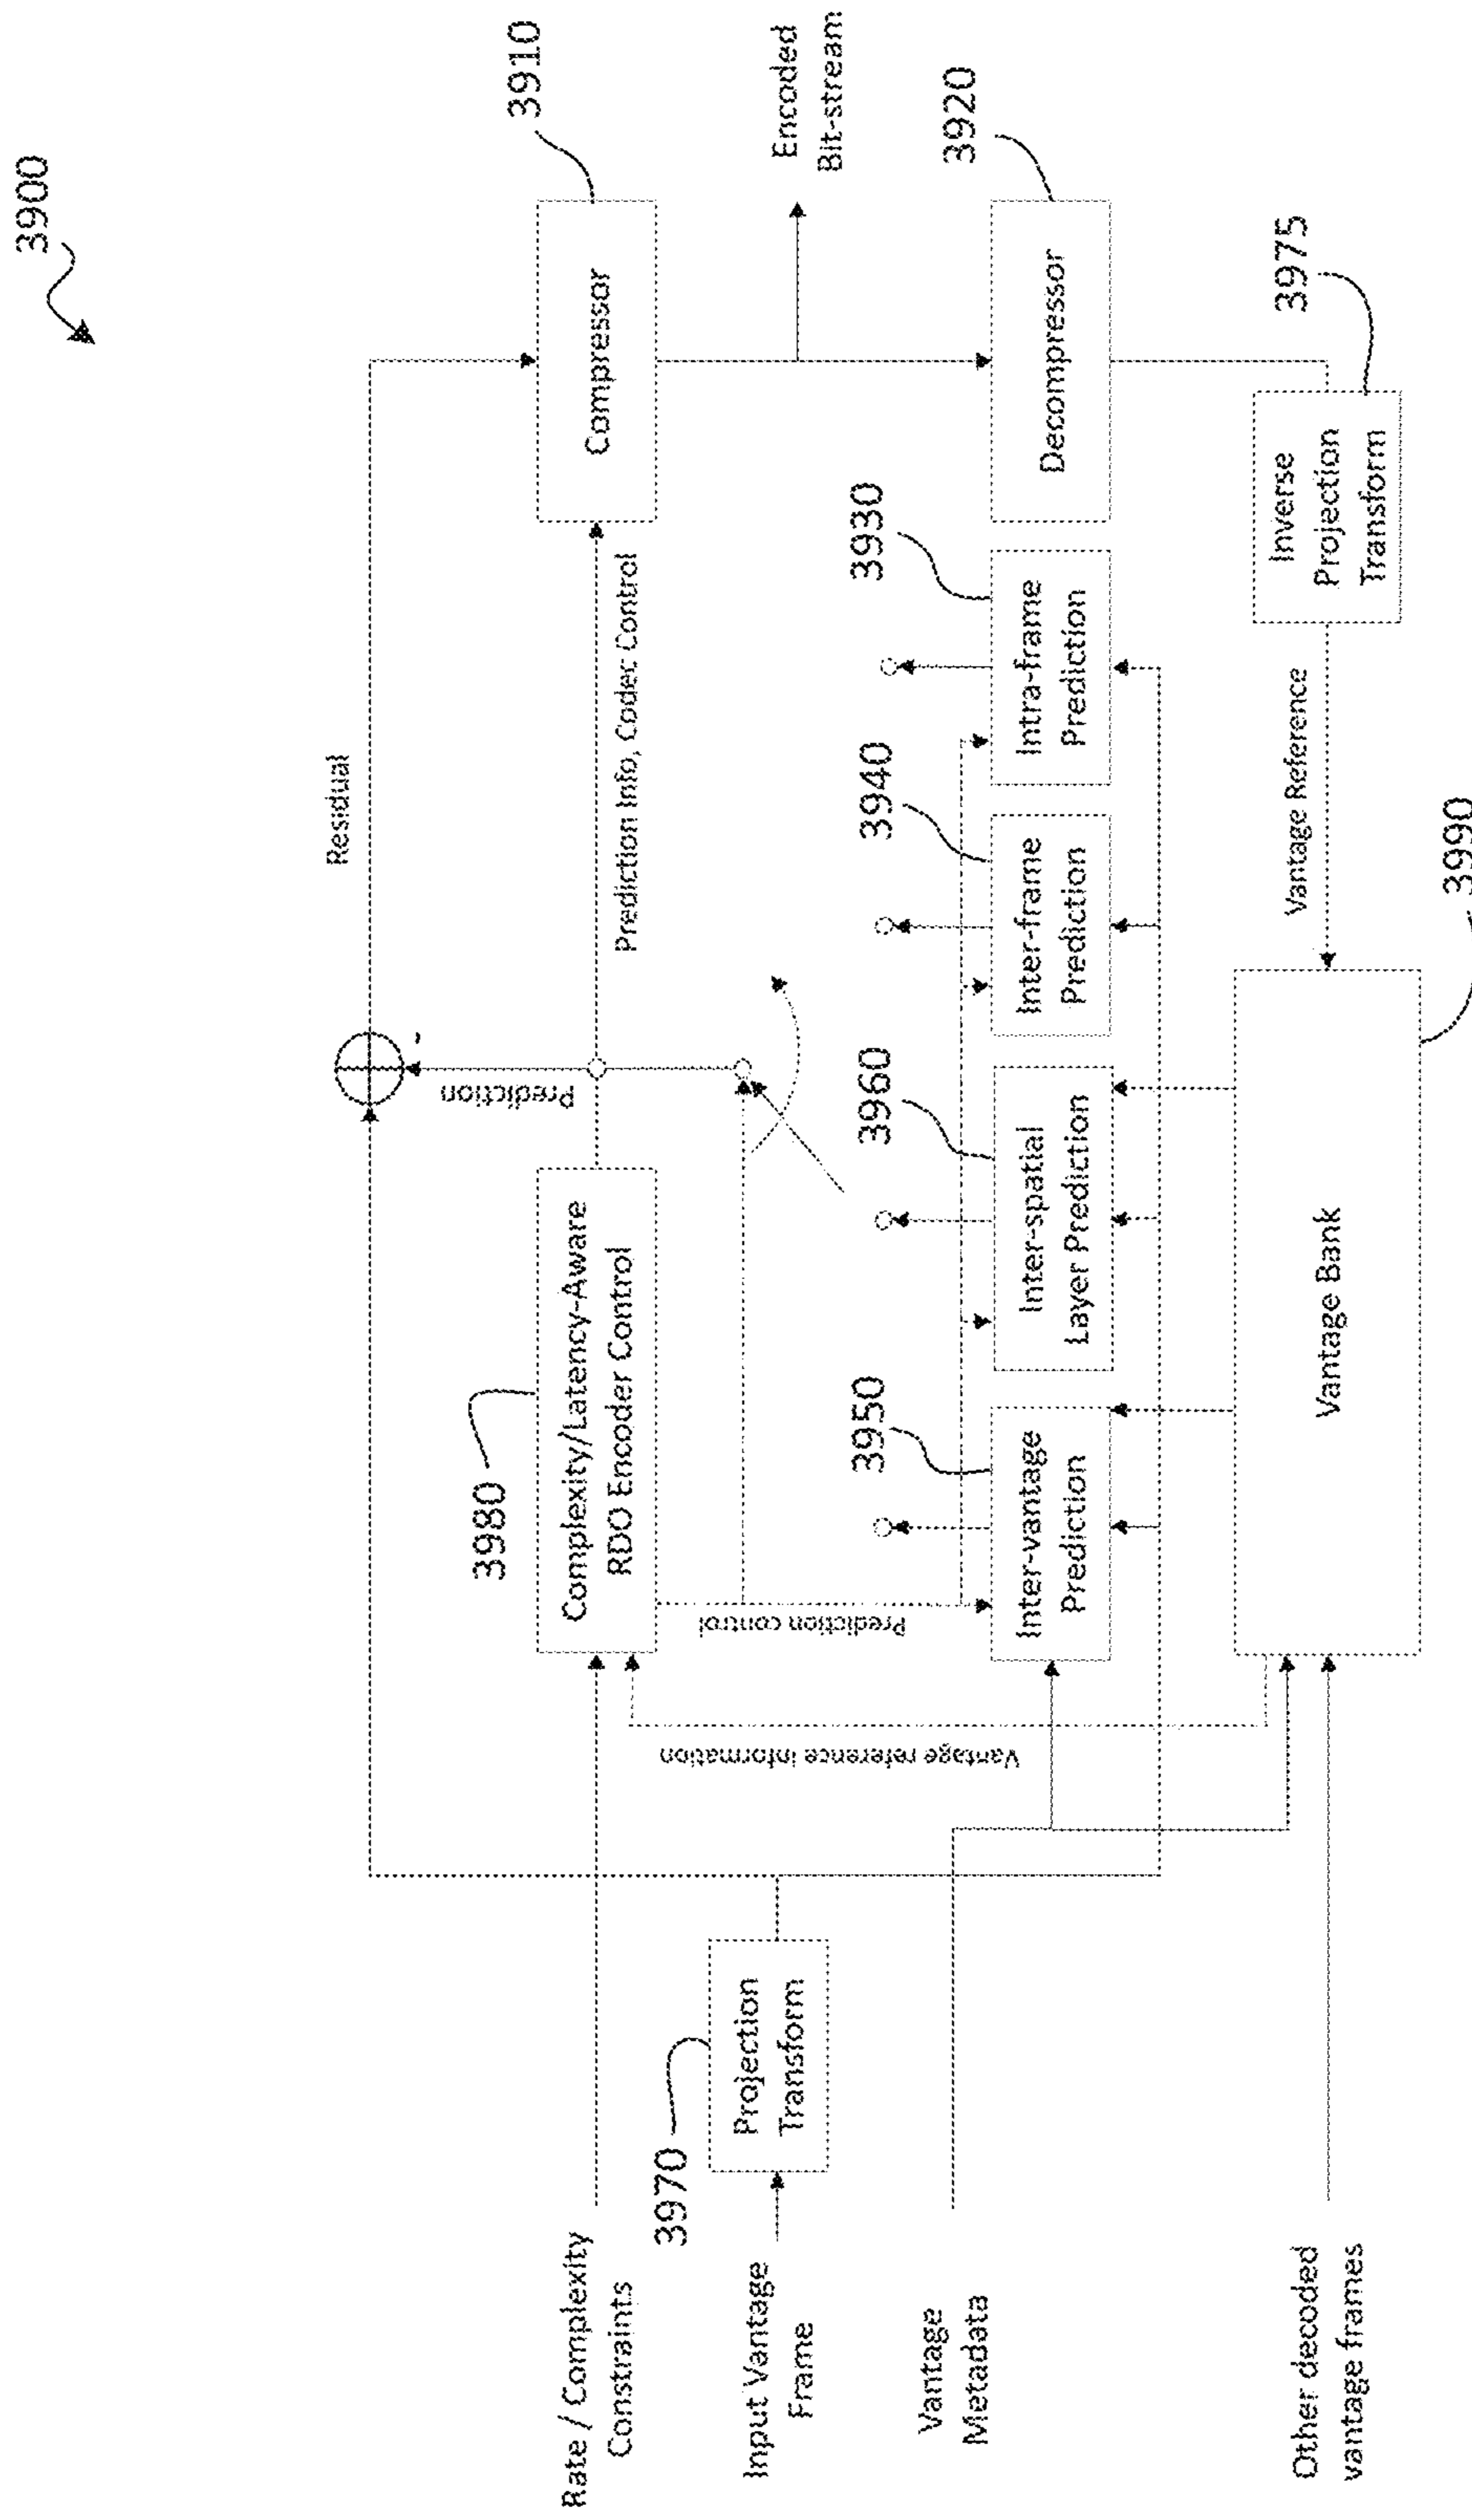 3900
Residual
3910
Compressor
Encoded
Bit-stream
Prediction
Prediction Info, Codec Control
3980
Complexity/Latency-Aware
RDO Encoder Control
Rate / Complexity
Constraints
3970
Projection
Transform
Input Vantage
Frame
Prediction control
Vantage reference information
Vantage
Metadata
3950
Inter-vantage
Prediction
3960
Inter-spatial
Layer Prediction
3940
Inter-frame
Prediction
3930
Intra-frame
Prediction
3920
Decompressor
3975
Inverse
Projection
Transform
Vantage Reference
3990
Vantage Bank
Other decoded
vantage frames